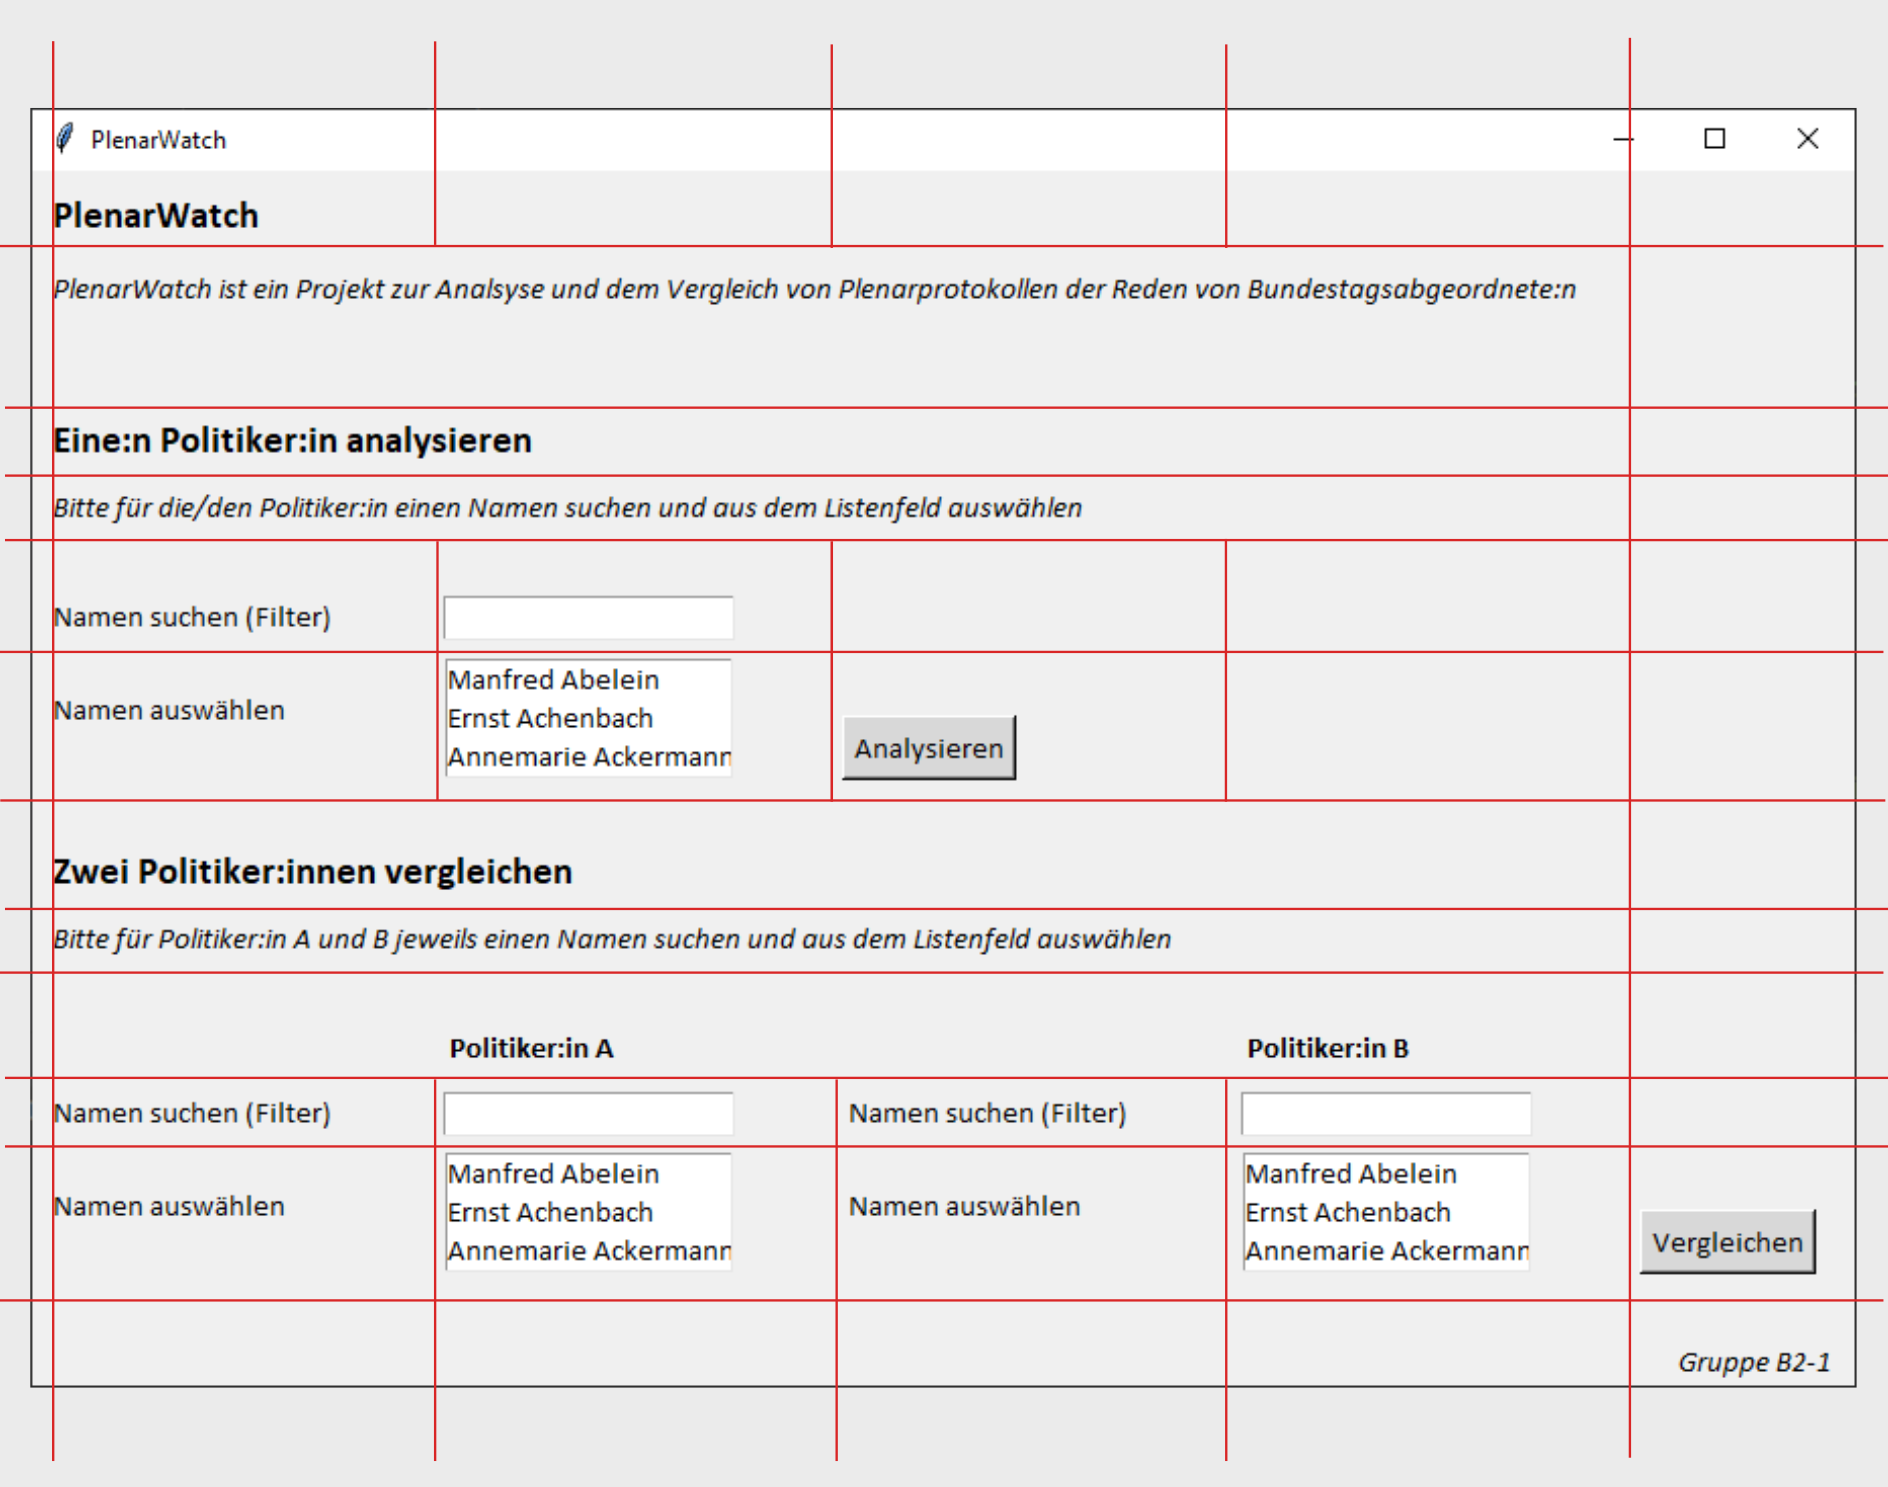 PlenarWatch
PlenarWatch
PlenarWatch ist ein Projekt zur Analsyse und dem Vergleich von Plenarprotokollen der Reden von Bundestagsabgeordnete:n
Eine:n Politiker:in analysieren
Bitte für die/den Politiker:in einen Namen suchen und aus dem Listenfeld auswählen
Namen suchen (Filter)
Namen auswählen
Manfred Abelein
Ernst Achenbach
Annemarie Ackermann
Analysieren
Zwei Politiker:innen vergleichen
Bitte für Politiker:in A und B jeweils einen Namen suchen und aus dem Listenfeld auswählen
Politiker:in A Politiker:in B
Namen suchen (Filter) Namen suchen (Filter)
Namen auswählen
Manfred Abelein
Ernst Achenbach
Annemarie Ackermann
Namen auswählen
Manfred Abelein
Ernst Achenbach
Annemarie Ackermann
Vergleichen
Gruppe B2-1